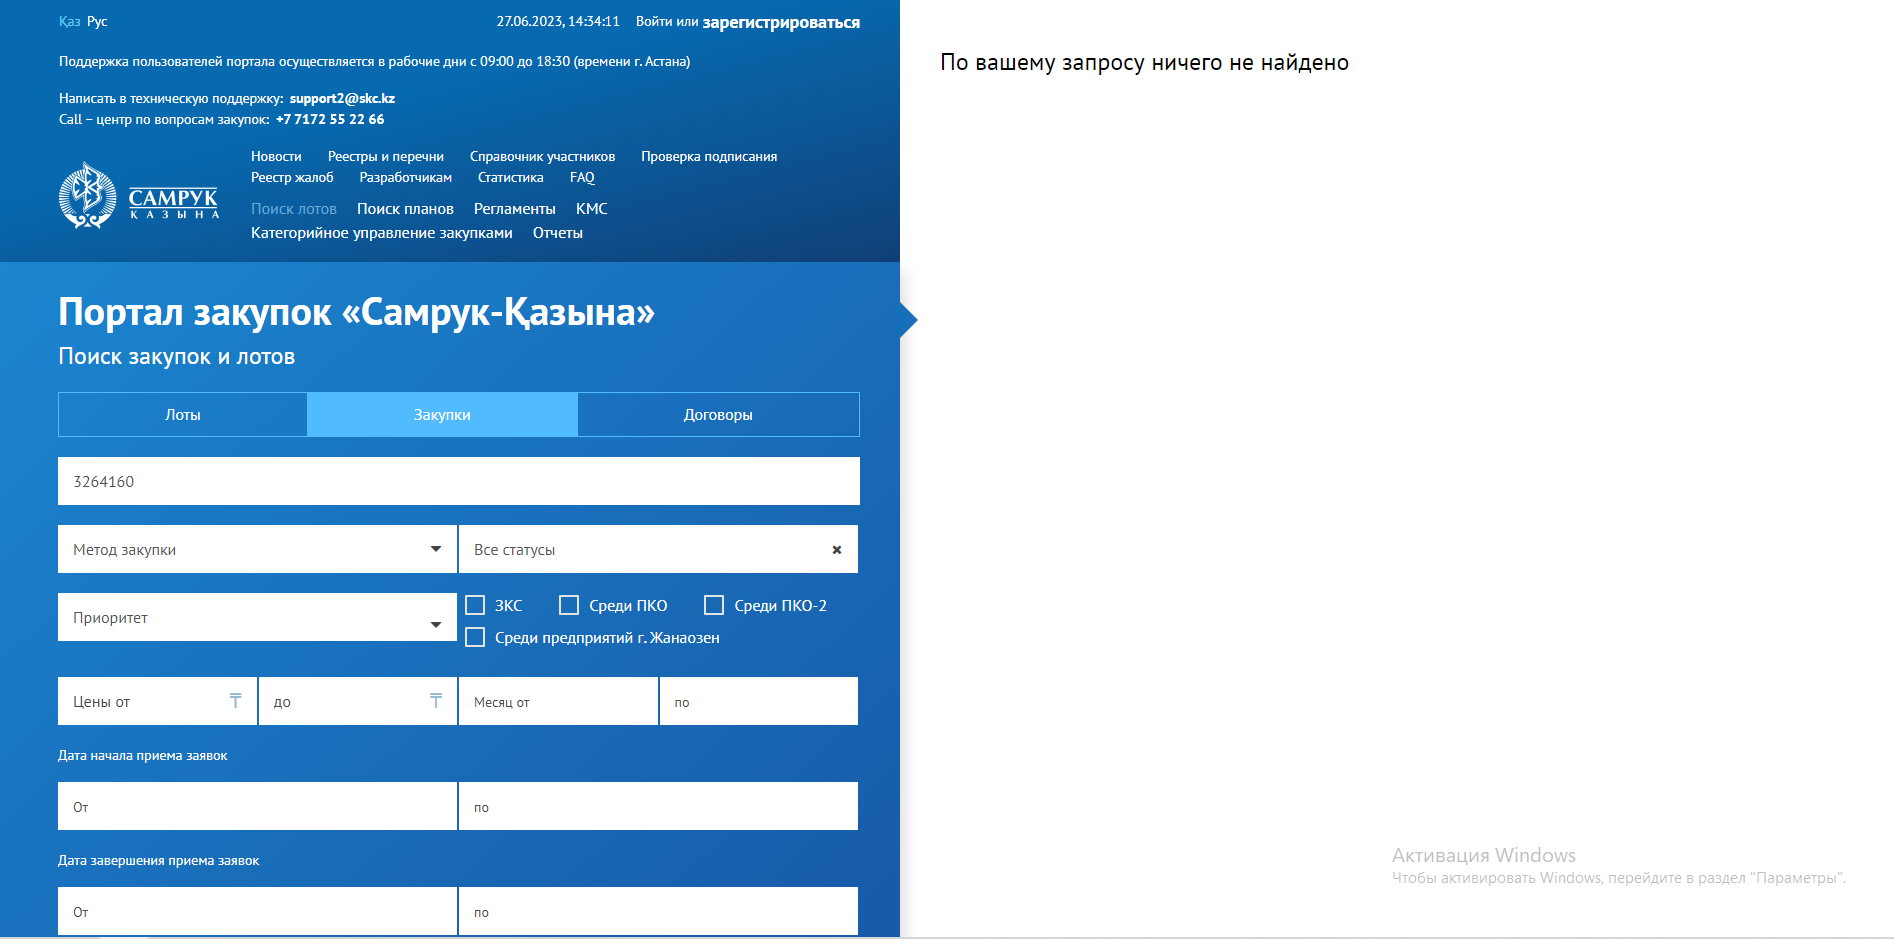 Қаз Рус 27.06.2023, 14:34:11 Войти или зарегистрироваться
Поддержка пользователей портала осуществляется в рабочие дни с 09:00 до 18:30 (времени г. Астана)
Написать в техническую поддержку: support2@skc.kz
Call – центр по вопросам закупок: +7 7172 55 22 66
САМРУК
ҚАЗЫНА
Новости Реестры и перечни Справочник участников Проверка подписания
Реестр жалоб Разработчикам Статистика FAQ
Поиск лотов Поиск планов Регламенты КМС
Категорийное управление закупками Отчеты
Портал закупок «Самрук-Қазына»
Поиск закупок и лотов
Лоты Закупки Договоры
3264160
Метод закупки Все статусы
Приоритет
ЗКС Среди ПКО Среди ПКО-2
Среди предприятий г. Жанаозен
Цены от ₸ до ₸ Месяц от по
Дата начала приема заявок
От по
Дата завершения приема заявок
От по
По вашему запросу ничего не найдено
Активация Windows
Чтобы активировать Windows, перейдите в раздел "Параметры".